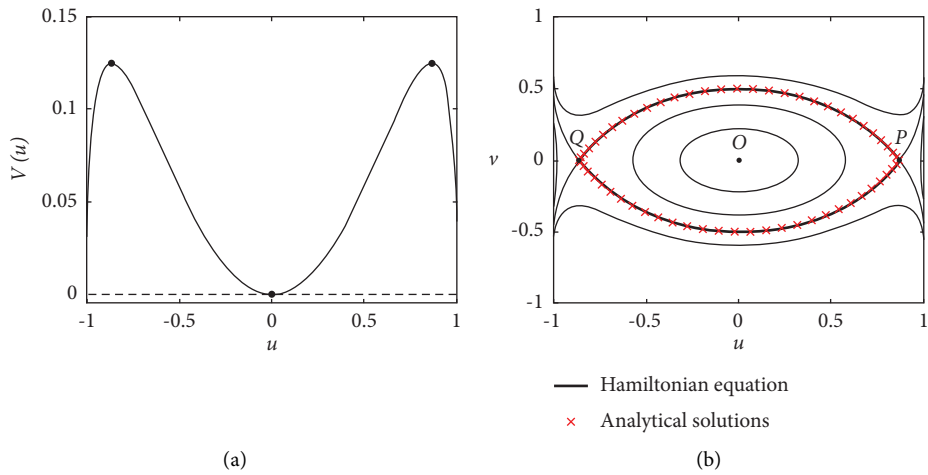 0.15
0.1
0.05
0
V (u)
-1
-0.5
0
0.5
1
u
(a)
1
0.5
0
-0.5
-1
v
Q
O
P
-1
-0.5
0
0.5
1
u
Hamiltonian equation
Analytical solutions
(b)